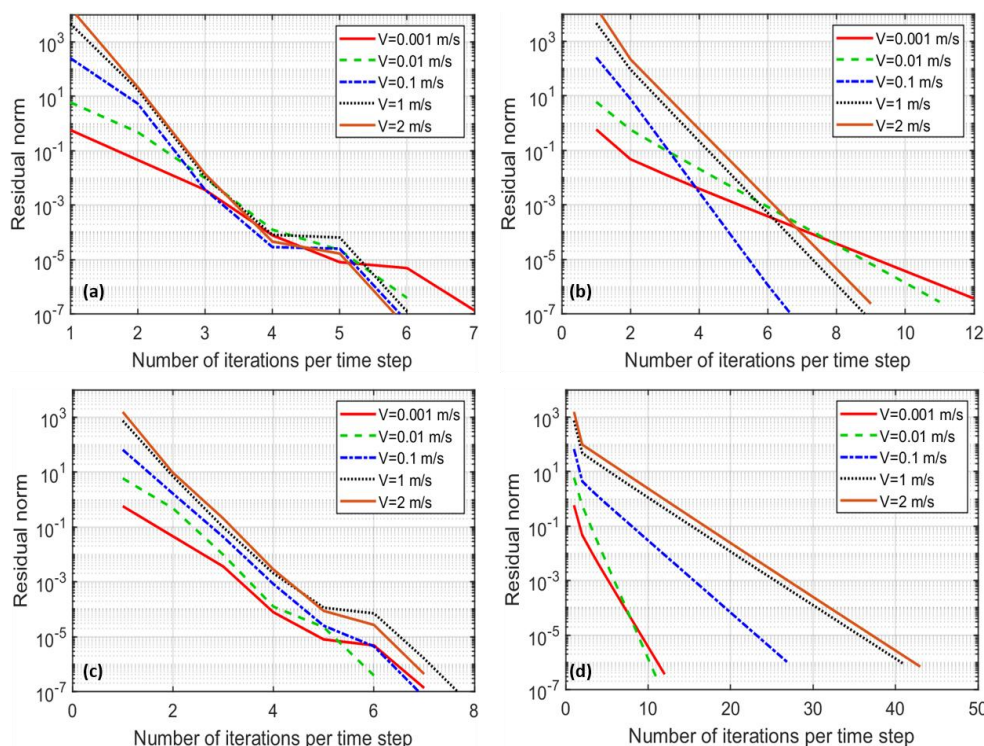 10^3
10^1
10^-1
10^-3
10^-5
10^-7
Residual norm
V=0.001 m/s
V=0.01 m/s
V=0.1 m/s
V=1 m/s
V=2 m/s
(a)
1 2 3 4 5 6 7
Number of iterations per time step
10^3
10^1
10^-1
10^-3
10^-5
10^-7
Residual norm
V=0.001 m/s
V=0.01 m/s
V=0.1 m/s
V=1 m/s
V=2 m/s
(b)
0 2 4 6 8 10 12
Number of iterations per time step
10^3
10^1
10^-1
10^-3
10^-5
10^-7
Residual norm
V=0.001 m/s
V=0.01 m/s
V=0.1 m/s
V=1 m/s
V=2 m/s
(c)
0 2 4 6 8
Number of iterations per time step
10^3
10^1
10^-1
10^-3
10^-5
10^-7
Residual norm
V=0.001 m/s
V=0.01 m/s
V=0.1 m/s
V=1 m/s
V=2 m/s
(d)
0 10 20 30 40 50
Number of iterations per time step